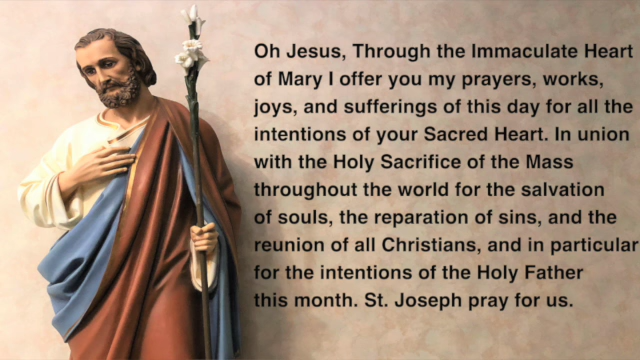 Oh Jesus, Through the Immaculate Heart
of Mary I offer you my prayers, works,
joys, and sufferings of this day for all the
intentions of your Sacred Heart. In union
with the Holy Sacrifice of the Mass
throughout the world for the salvation
of souls, the reparation of sins, and the
reunion of all Christians, and in particular
for the intentions of the Holy Father
this month. St. Joseph pray for us.